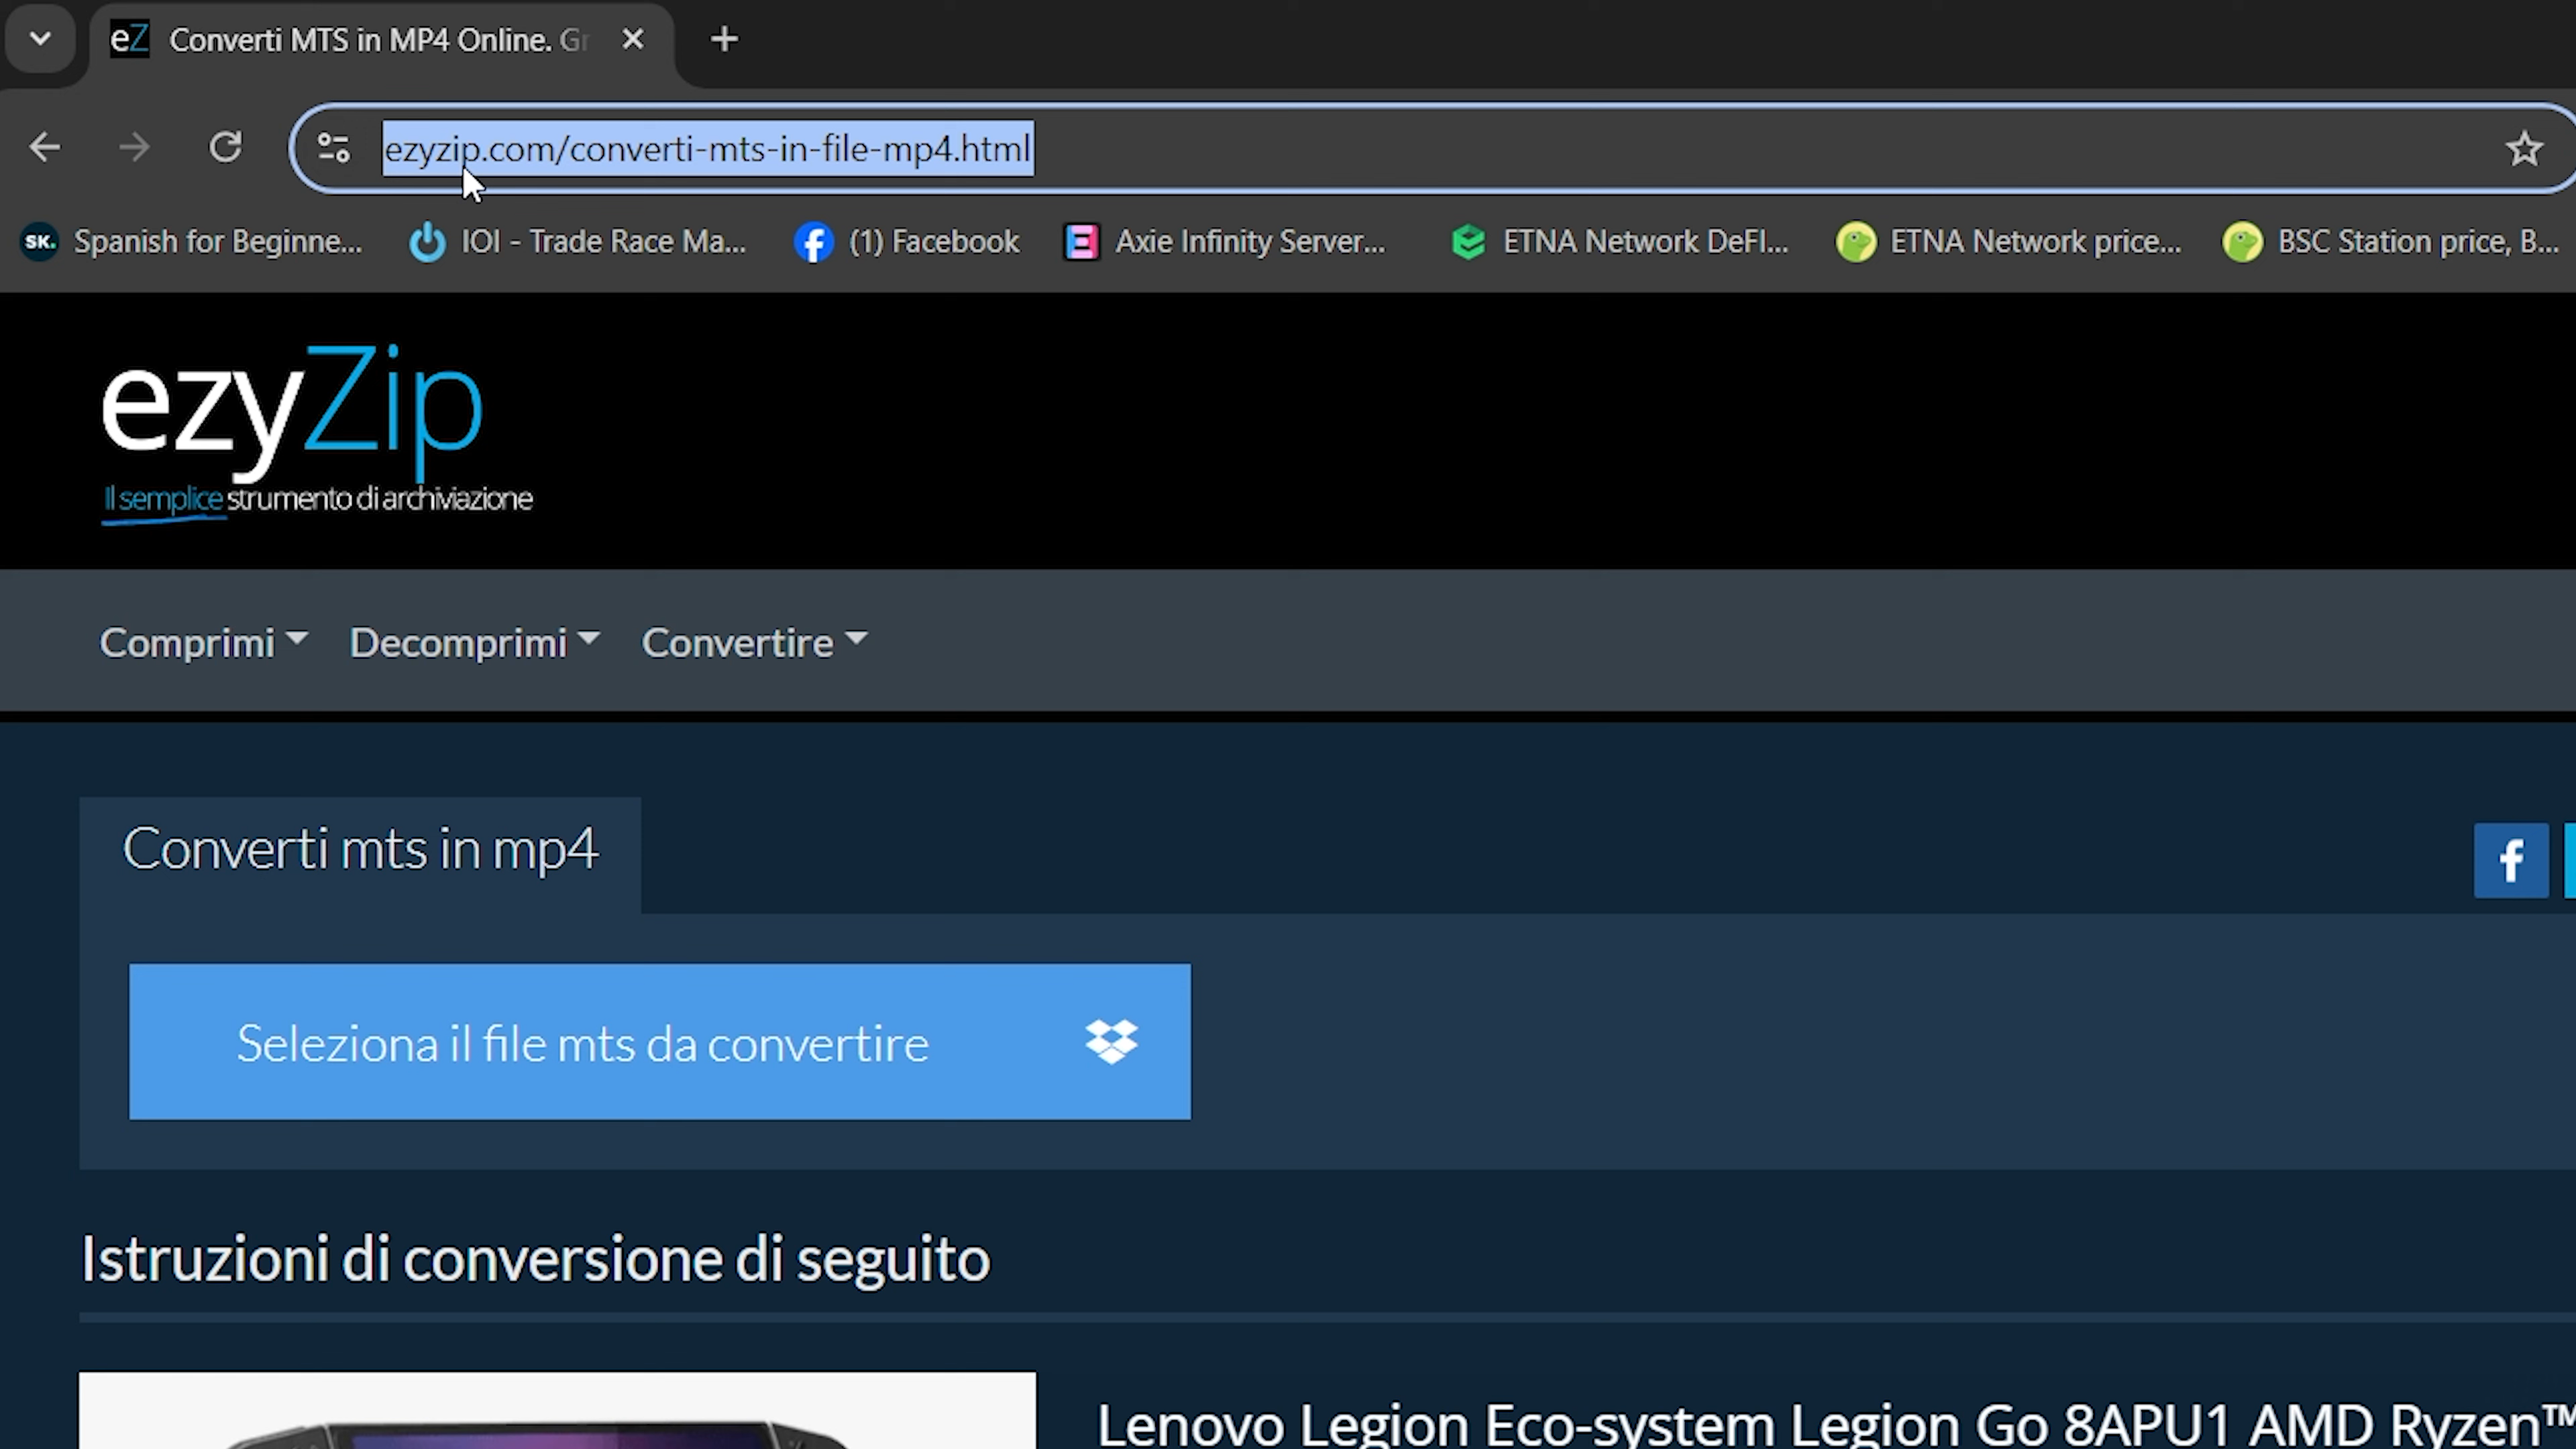 eZ Converti MTS in MP4 Online. Gr
ezyzip.com/converti-mts-in-file-mp4.html
SK. Spanish for Beginne... IOI - Trade Race Ma... (1) Facebook Axie Infinity Server... ETNA Network DeFI... ETNA Network price... BSC Station price, B...
ezyZip
Il semplice strumento di archiviazione
Comprimi Decomprimi Convertire
Converti mts in mp4
Seleziona il file mts da convertire
Istruzioni di conversione di seguito
Lenovo Legion Eco-system Legion Go 8APU1 AMD Ryzen™